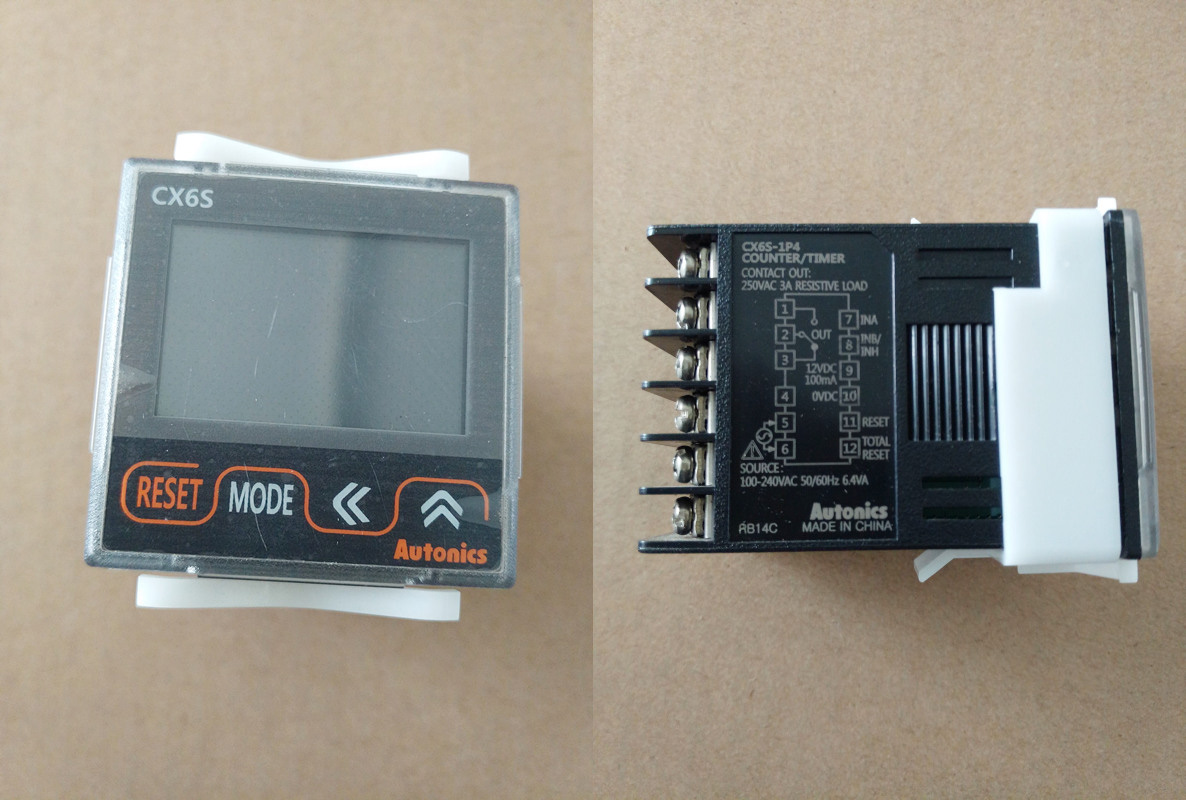 CX6S
RESET MODE
Autonics
CX6S-1P4
COUNTER/TIMER
CONTACT OUT:
250VAC 3A RESISTIVE LOAD
1
2
3
4
5
6
OUT
7 INA
8 INB/
INH
12VDC 9
100mA
0VDC 10
11 RESET
12 TOTAL
RESET
SOURCE:
100-240VAC 50/60Hz 6.4VA
Autonics
RB14C MADE IN CHINA